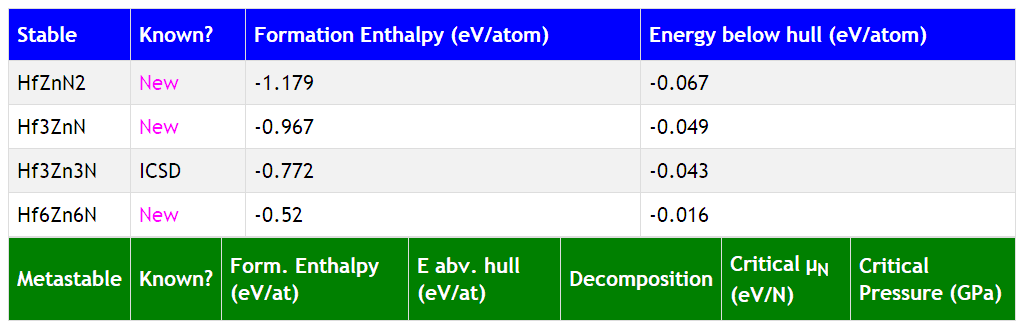 Stable Known? Formation Enthalpy (eV/atom) Energy below hull (eV/atom)
HfZnN2 New -1.179 -0.067
Hf3ZnN New -0.967 -0.049
Hf3Zn3N ICSD -0.772 -0.043
Hf6Zn6N New -0.52 -0.016
Metastable Known? Form. Enthalpy (eV/at) E abv. hull (eV/at) Decomposition Critical μN (eV/N) Critical Pressure (GPa)